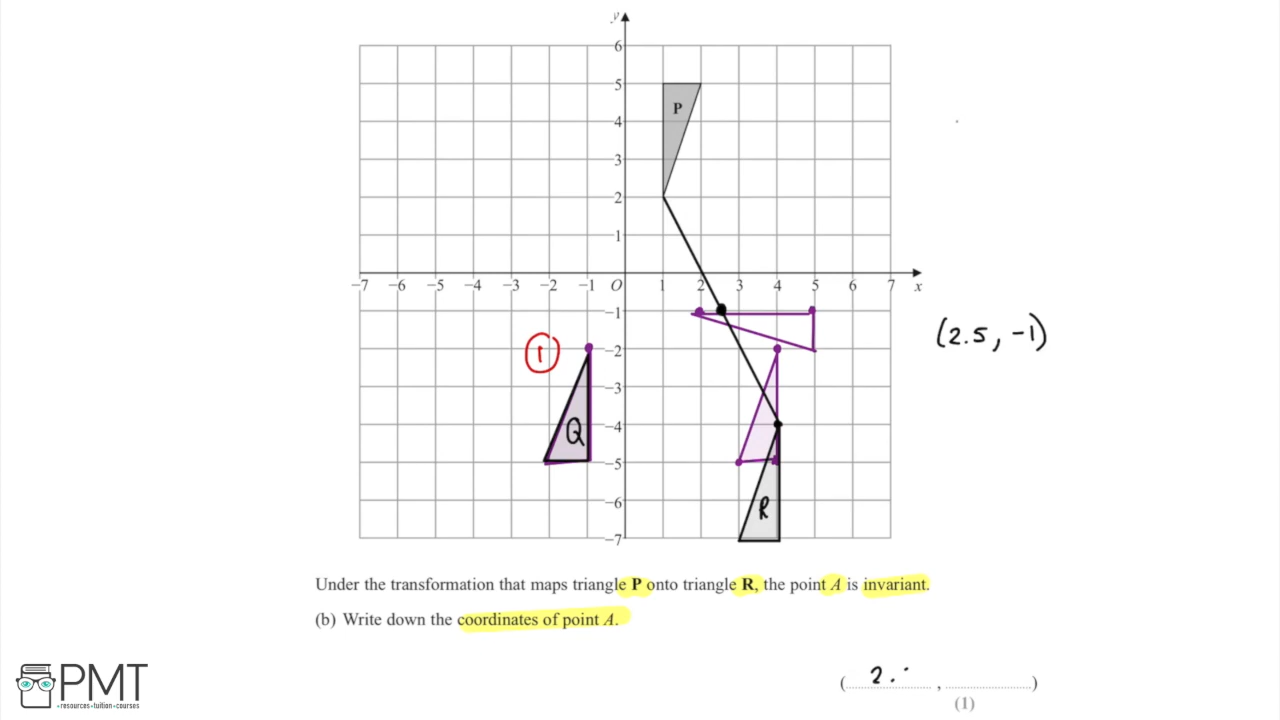 y
6
5
P
4
3
2
1
−7 −6 −5 −4 −3 −2 −1 O 1 2 3 4 5 6 7 x
−1
(2.5, −1)
1
−2
−3
Q
−4
−5
−6
R
−7
Under the transformation that maps triangle P onto triangle R, the point A is invariant.
(b) Write down the coordinates of point A.
PMT
resources•tuition•courses
( 2. , )
(1)